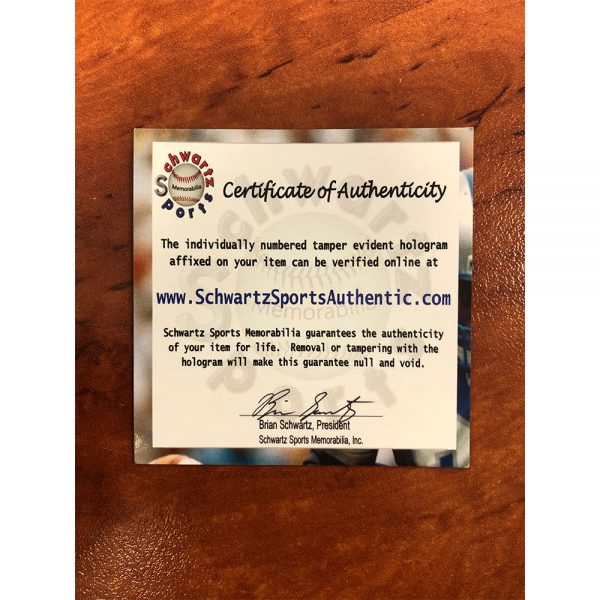 Schwartz
Memorabilia
Sports
Certificate of Authenticity
The individually numbered tamper evident hologram
affixed on your item can be verified online at
www.SchwartzSportsAuthentic.com
Schwartz Sports Memorabilia guarantees the authenticity
of your item for life. Removal or tampering with the
hologram will make this guarantee null and void.
Brian Schwartz, President
Schwartz Sports Memorabilia, Inc.